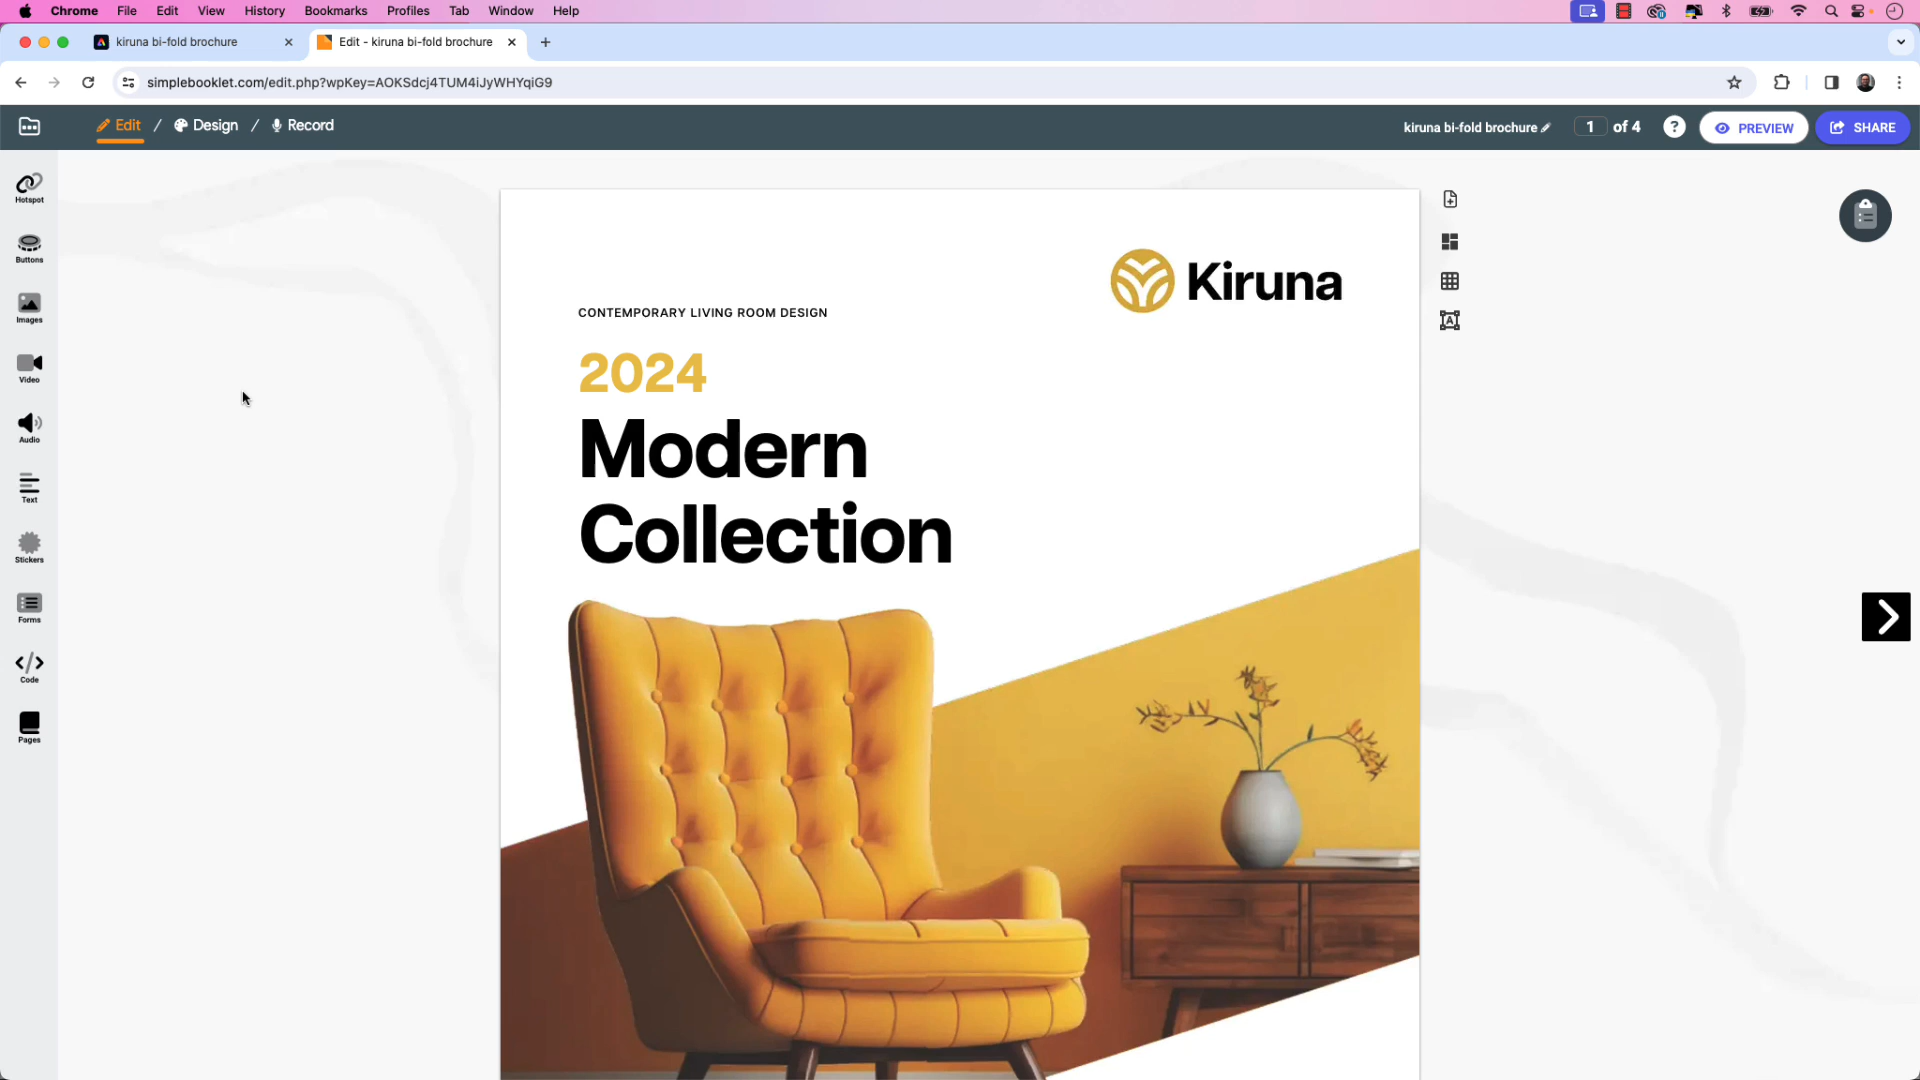 Chrome File Edit View History Bookmarks Profiles Tab Window Help
kiruna bi-fold brochure
Edit - kiruna bi-fold brochure
simplebooklet.com/edit.php?wpKey=AOKSdcj4TUM4iJyWHYqiG9
Edit / Design / Record
kiruna bi-fold brochure 1 of 4 ? PREVIEW SHARE
Hotspot
Buttons
Images
Video
Audio
Text
Stickers
Forms
Code
Pages
Kiruna
CONTEMPORARY LIVING ROOM DESIGN
2024
Modern
Collection
A